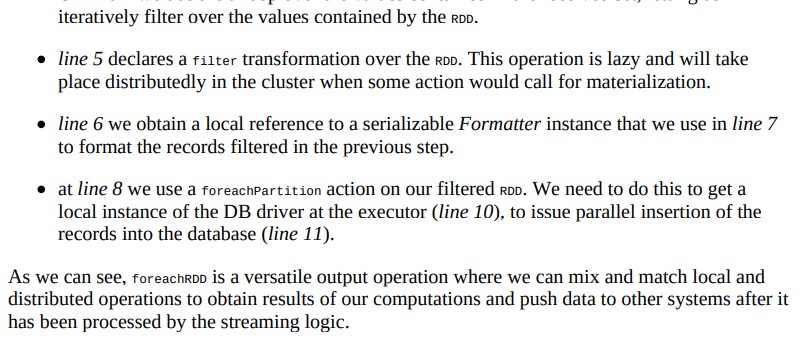 iteratively filter over the values contained by the RDD.
• line 5 declares a filter transformation over the RDD. This operation is lazy and will take
place distributedly in the cluster when some action would call for materialization.
• line 6 we obtain a local reference to a serializable Formatter instance that we use in line 7
to format the records filtered in the previous step.
• at line 8 we use a foreachPartition action on our filtered RDD. We need to do this to get a
local instance of the DB driver at the executor (line 10), to issue parallel insertion of the
records into the database (line 11).
As we can see, foreachRDD is a versatile output operation where we can mix and match local and
distributed operations to obtain results of our computations and push data to other systems after it
has been processed by the streaming logic.